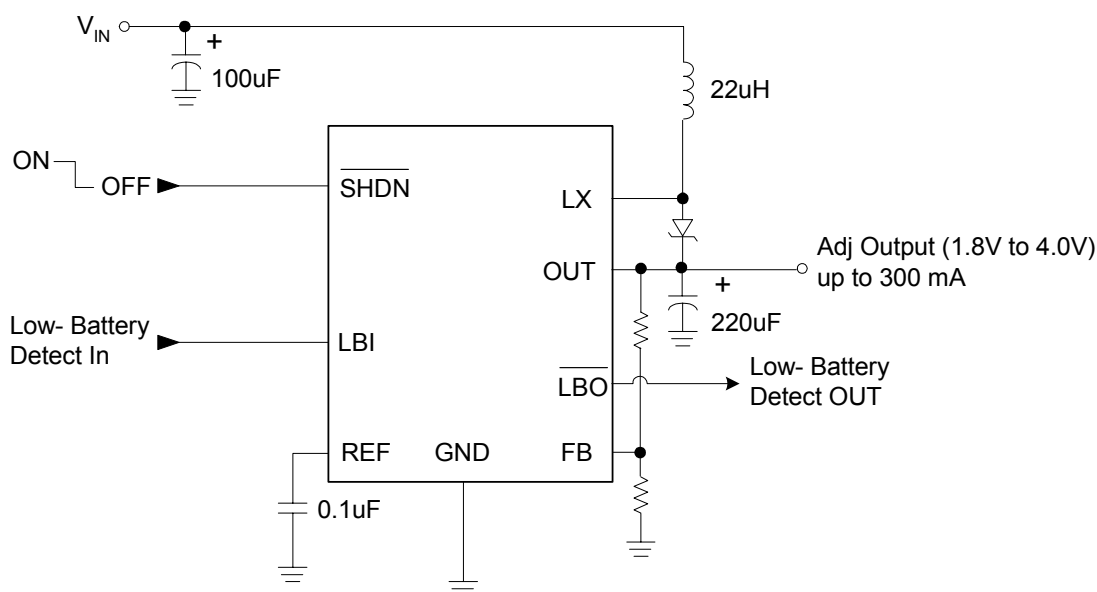 V_IN
+
100uF
22uH
ON
OFF
SHDN
LX
Adj Output (1.8V to 4.0V)
up to 300 mA
OUT
+
220uF
Low- Battery
Detect In
LBI
LBO
Low- Battery
Detect OUT
REF
GND
FB
0.1uF